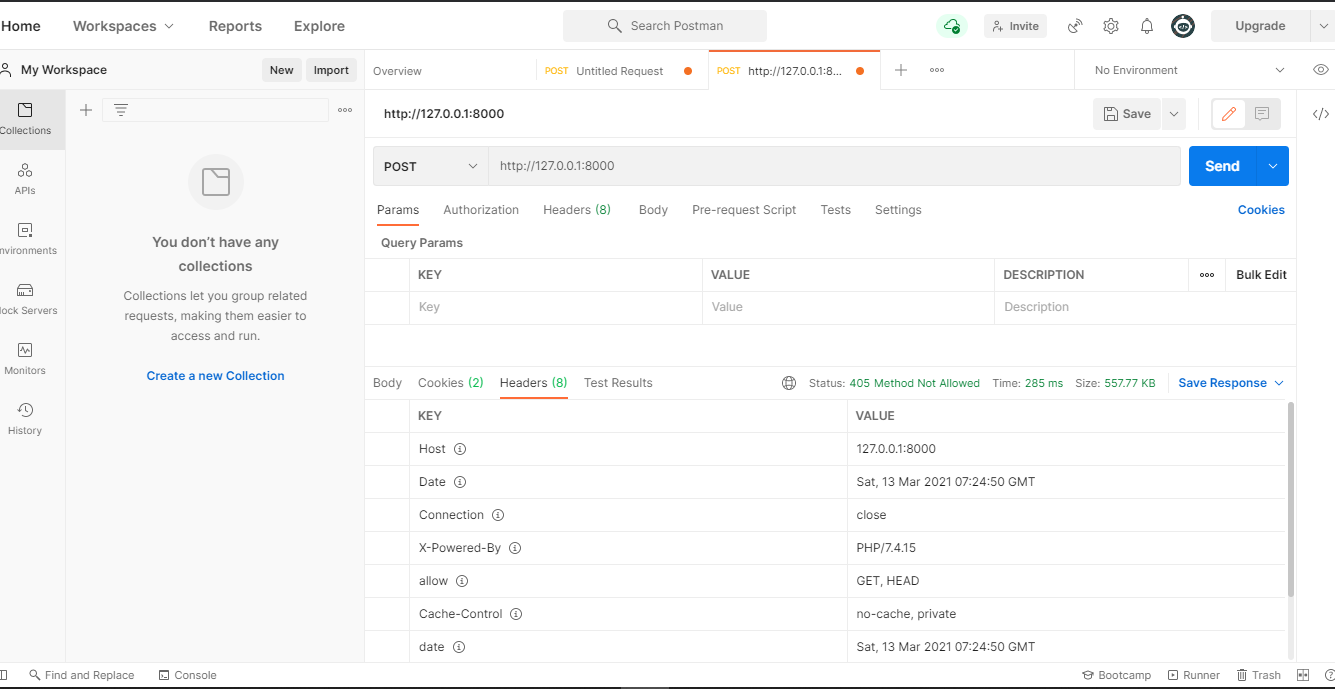 Home Workspaces Reports Explore Search Postman Invite Upgrade
My Workspace New Import Overview POST Untitled Request POST http://127.0.0.1:8... No Environment
http://127.0.0.1:8000 Save </>
Collections
POST http://127.0.0.1:8000 Send
APIs
Params Authorization Headers (8) Body Pre-request Script Tests Settings Cookies
nvironments
You don't have any
collections
Query Params
KEY VALUE DESCRIPTION Bulk Edit
Key Value Description
Collections let you group related
requests, making them easier to
access and run.
ock Servers
Monitors
Create a new Collection
History
Body Cookies (2) Headers (8) Test Results Status: 405 Method Not Allowed Time: 285 ms Size: 557.77 KB Save Response
KEY VALUE
Host 127.0.0.1:8000
Date Sat, 13 Mar 2021 07:24:50 GMT
Connection close
X-Powered-By PHP/7.4.15
allow GET, HEAD
Cache-Control no-cache, private
date Sat, 13 Mar 2021 07:24:50 GMT
Find and Replace Console Bootcamp Runner Trash